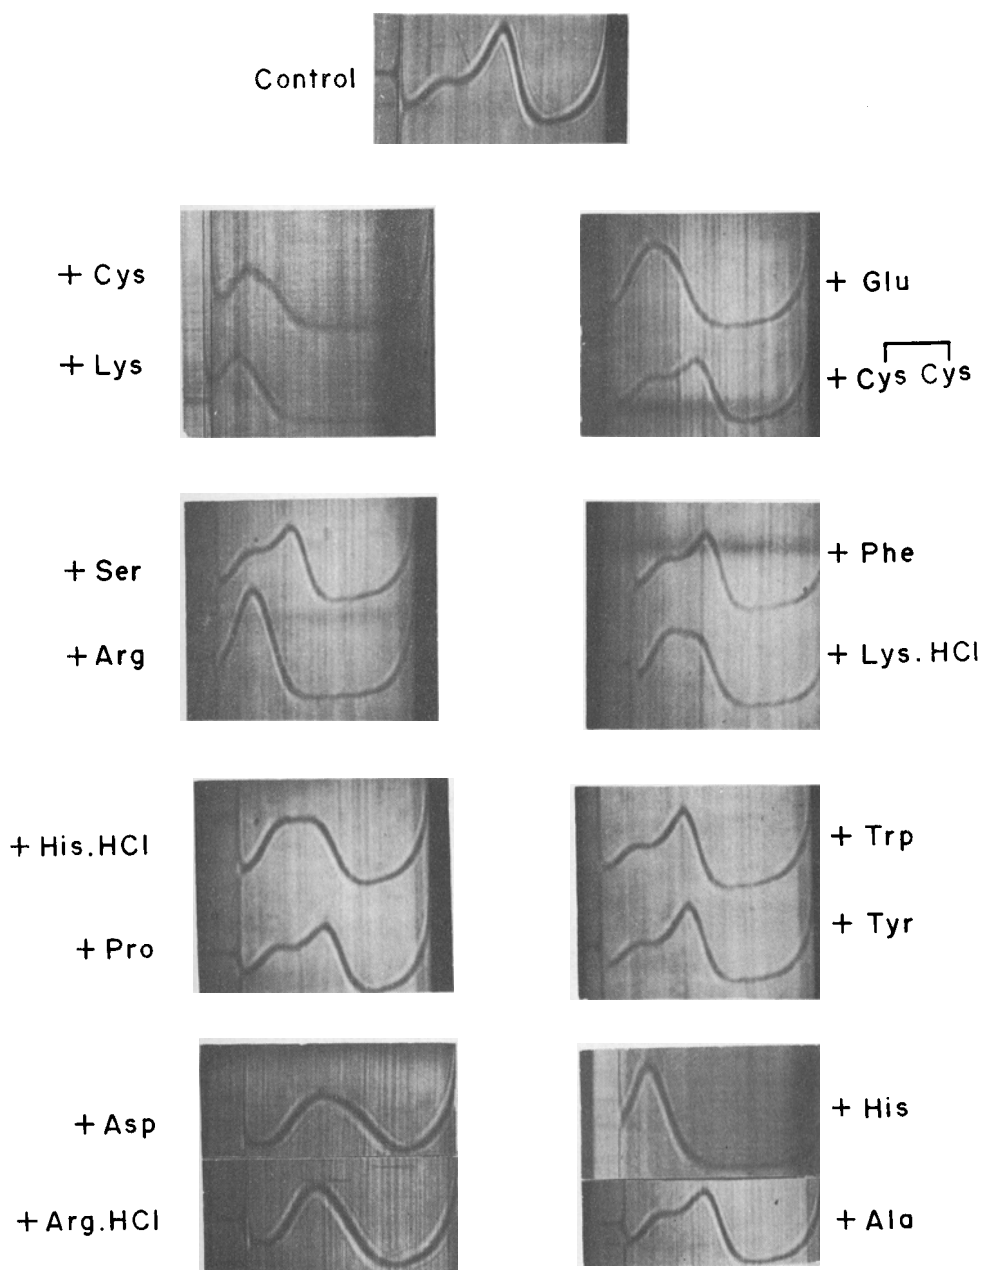 Control
+ Cys
+ Lys
+ Glu
+ Cys Cys
+ Ser
+ Arg
+ Phe
+ Lys.HCl
+ His.HCl
+ Pro
+ Trp
+ Tyr
+ Asp
+ Arg.HCl
+ His
+ Ala